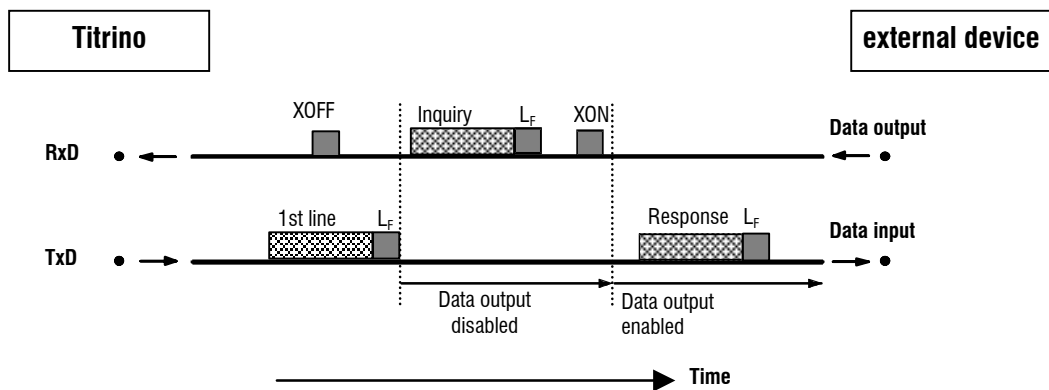 Titrino
external device
XOFF
Inquiry
LF
XON
RxD
Data output
1st line
LF
Response
LF
TxD
Data input
Data output
disabled
Data output
enabled
Time